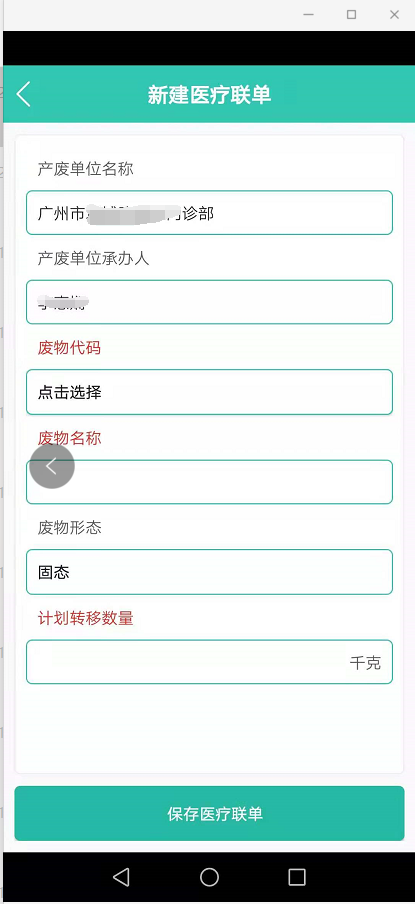 新建医疗联单
产废单位名称
广州市 门诊部
产废单位承办人
废物代码
点击选择
废物名称
废物形态
固态
计划转移数量
千克
保存医疗联单